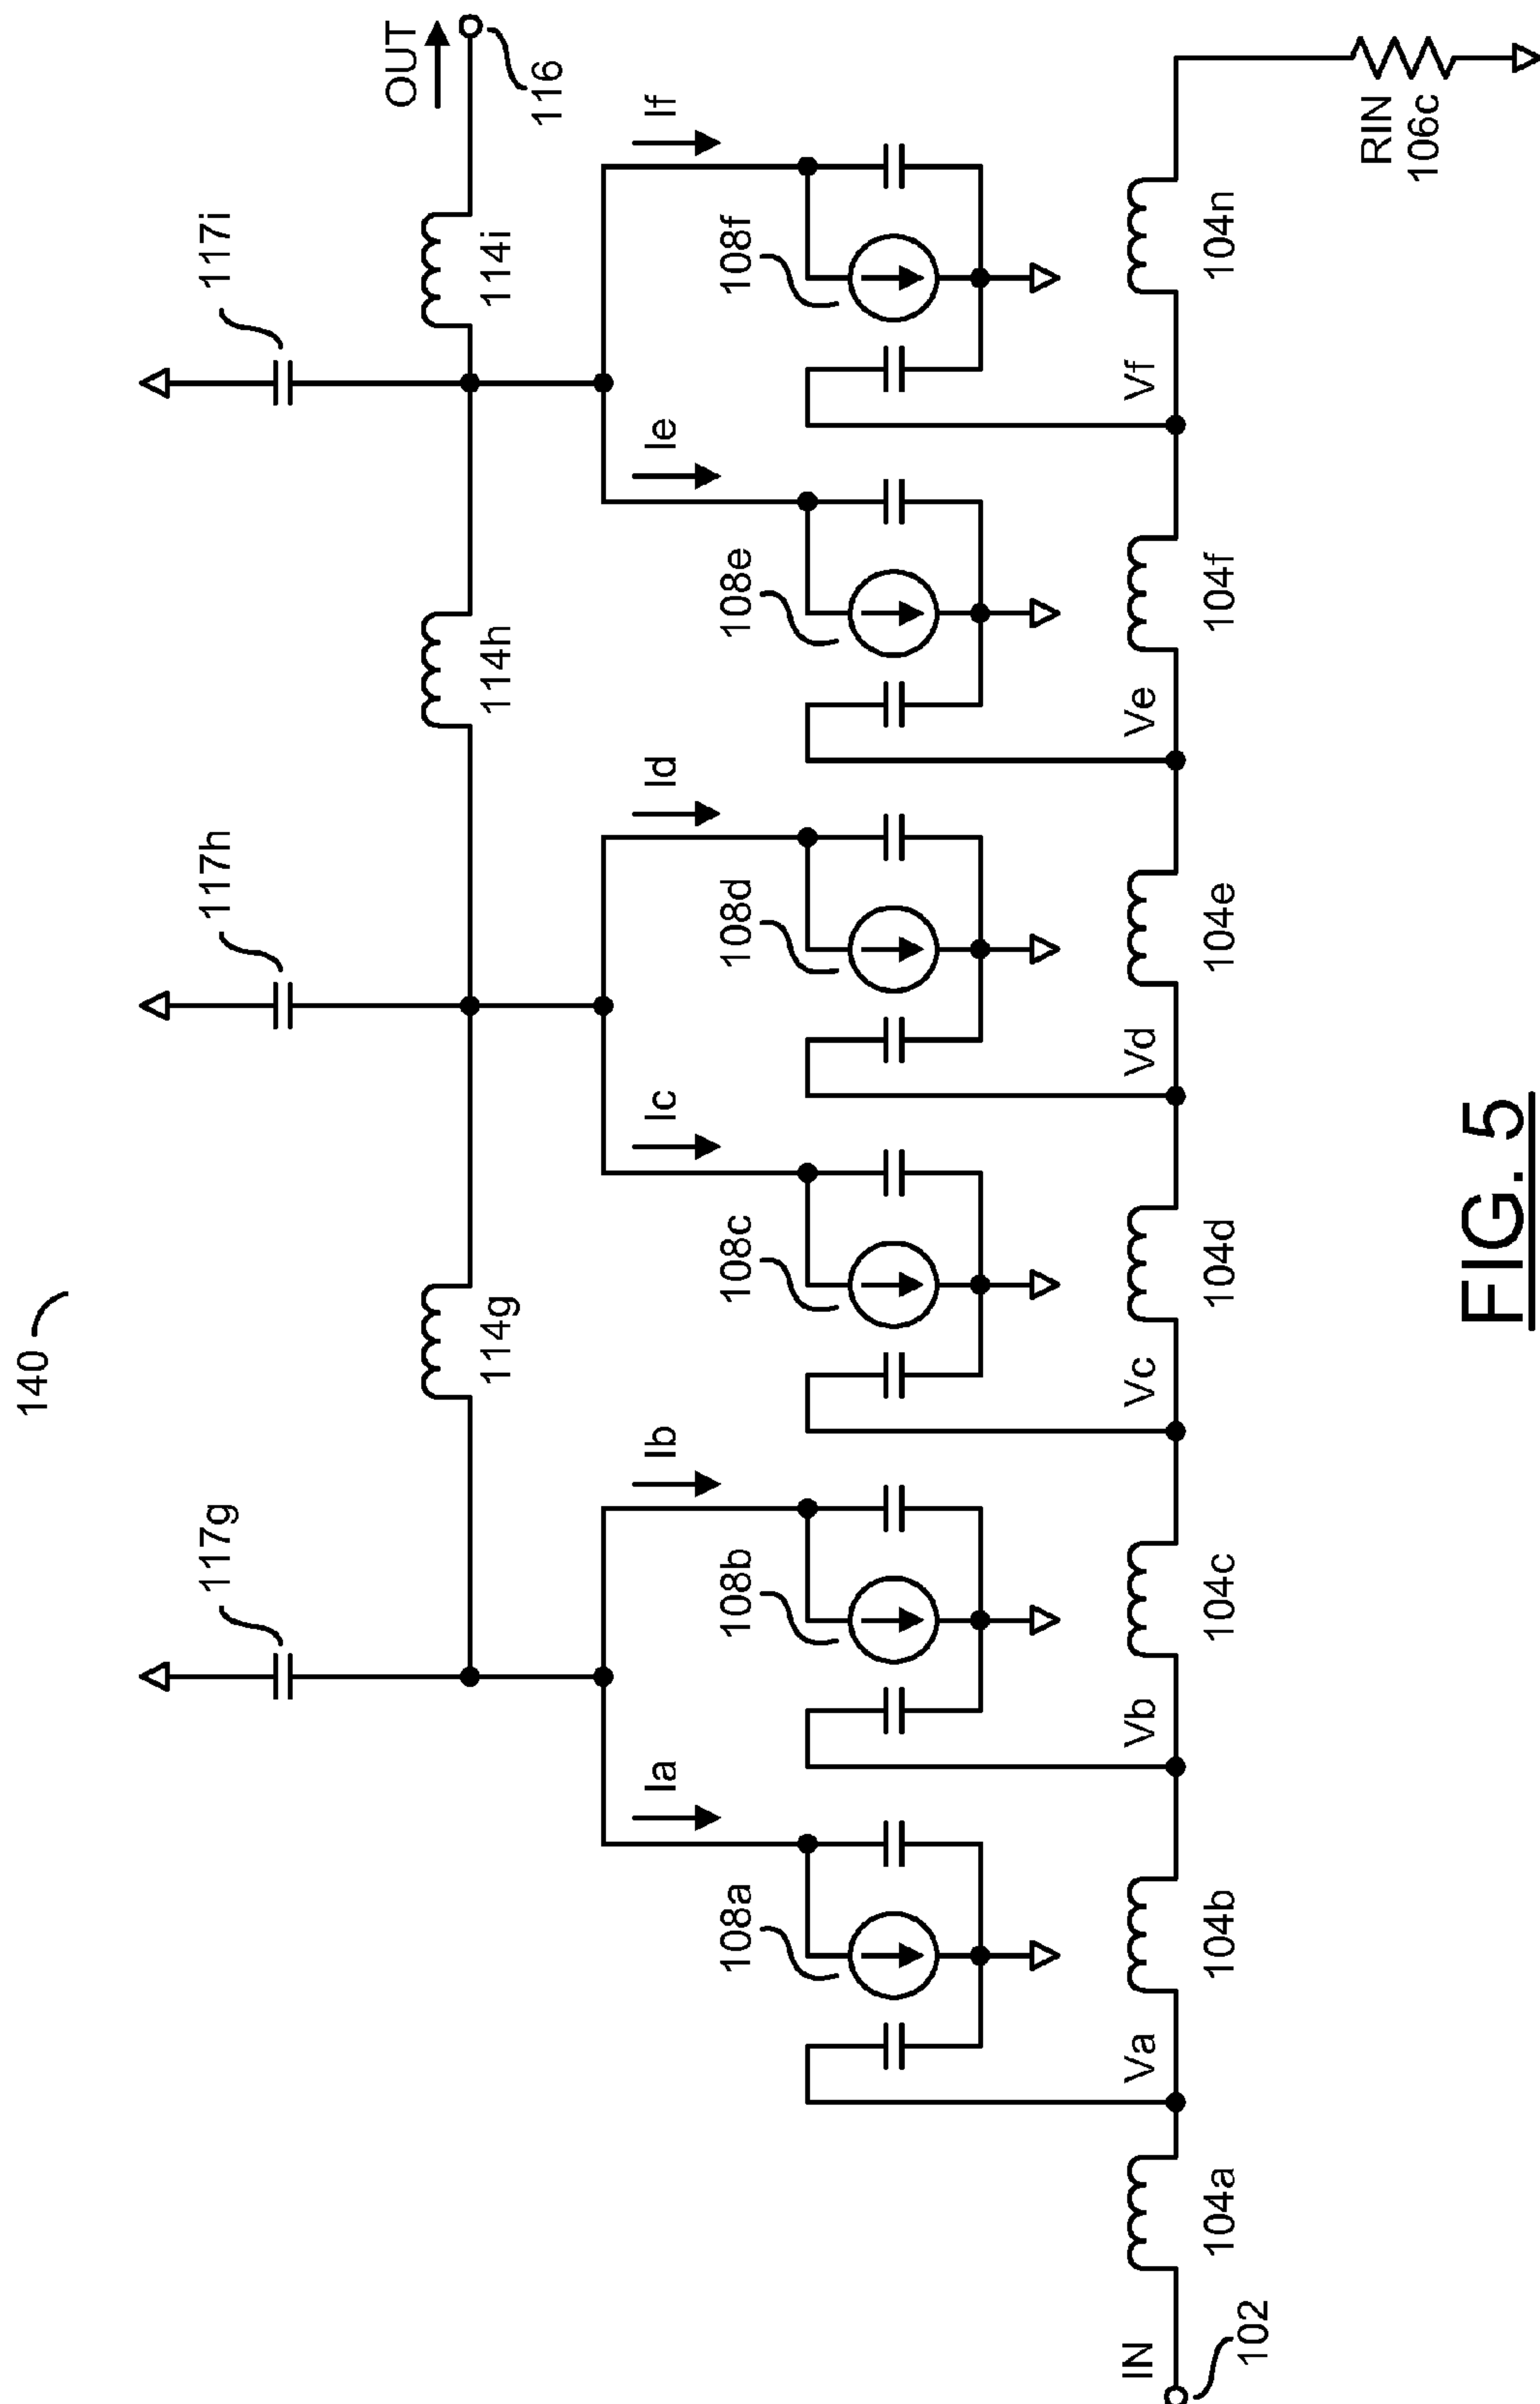 140
117g
117h
117i
OUT
116
114g
114h
114i
Ia
Ib
Ic
Id
Ie
If
108a
108b
108c
108d
108e
108f
IN
102
Va
Vb
Vc
Vd
Ve
Vf
104a
104b
104c
104d
104e
104f
104n
RIN
106c
FIG. 5